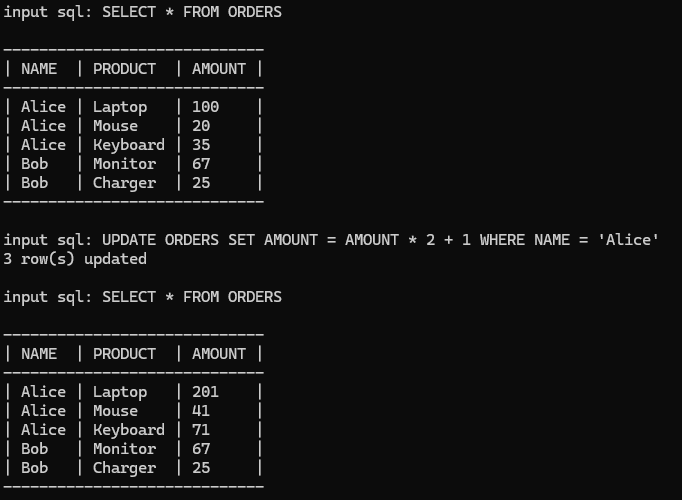 input sql: SELECT * FROM ORDERS
-----------------------------
| NAME  | PRODUCT  | AMOUNT |
-----------------------------
| Alice | Laptop   | 100    |
| Alice | Mouse    | 20     |
| Alice | Keyboard | 35     |
| Bob   | Monitor  | 67     |
| Bob   | Charger  | 25     |
-----------------------------
input sql: UPDATE ORDERS SET AMOUNT = AMOUNT * 2 + 1 WHERE NAME = 'Alice'
3 row(s) updated
input sql: SELECT * FROM ORDERS
-----------------------------
| NAME  | PRODUCT  | AMOUNT |
-----------------------------
| Alice | Laptop   | 201    |
| Alice | Mouse    | 41     |
| Alice | Keyboard | 71     |
| Bob   | Monitor  | 67     |
| Bob   | Charger  | 25     |
-----------------------------